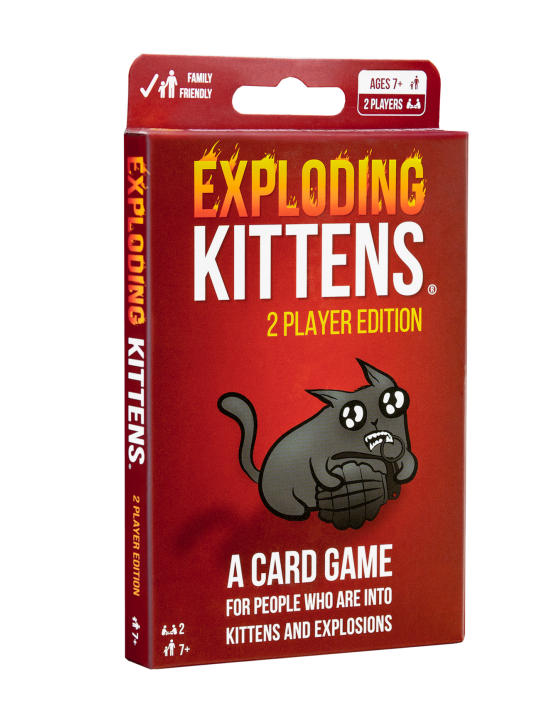 FAMILY
FRIENDLY
AGES 7+
2 PLAYERS
EXPLODING
KITTENS®
2 PLAYER EDITION
A CARD GAME
FOR PEOPLE WHO ARE INTO
KITTENS AND EXPLOSIONS
2
7+
EXPLODING KITTENS®
2 PLAYER EDITION
7+